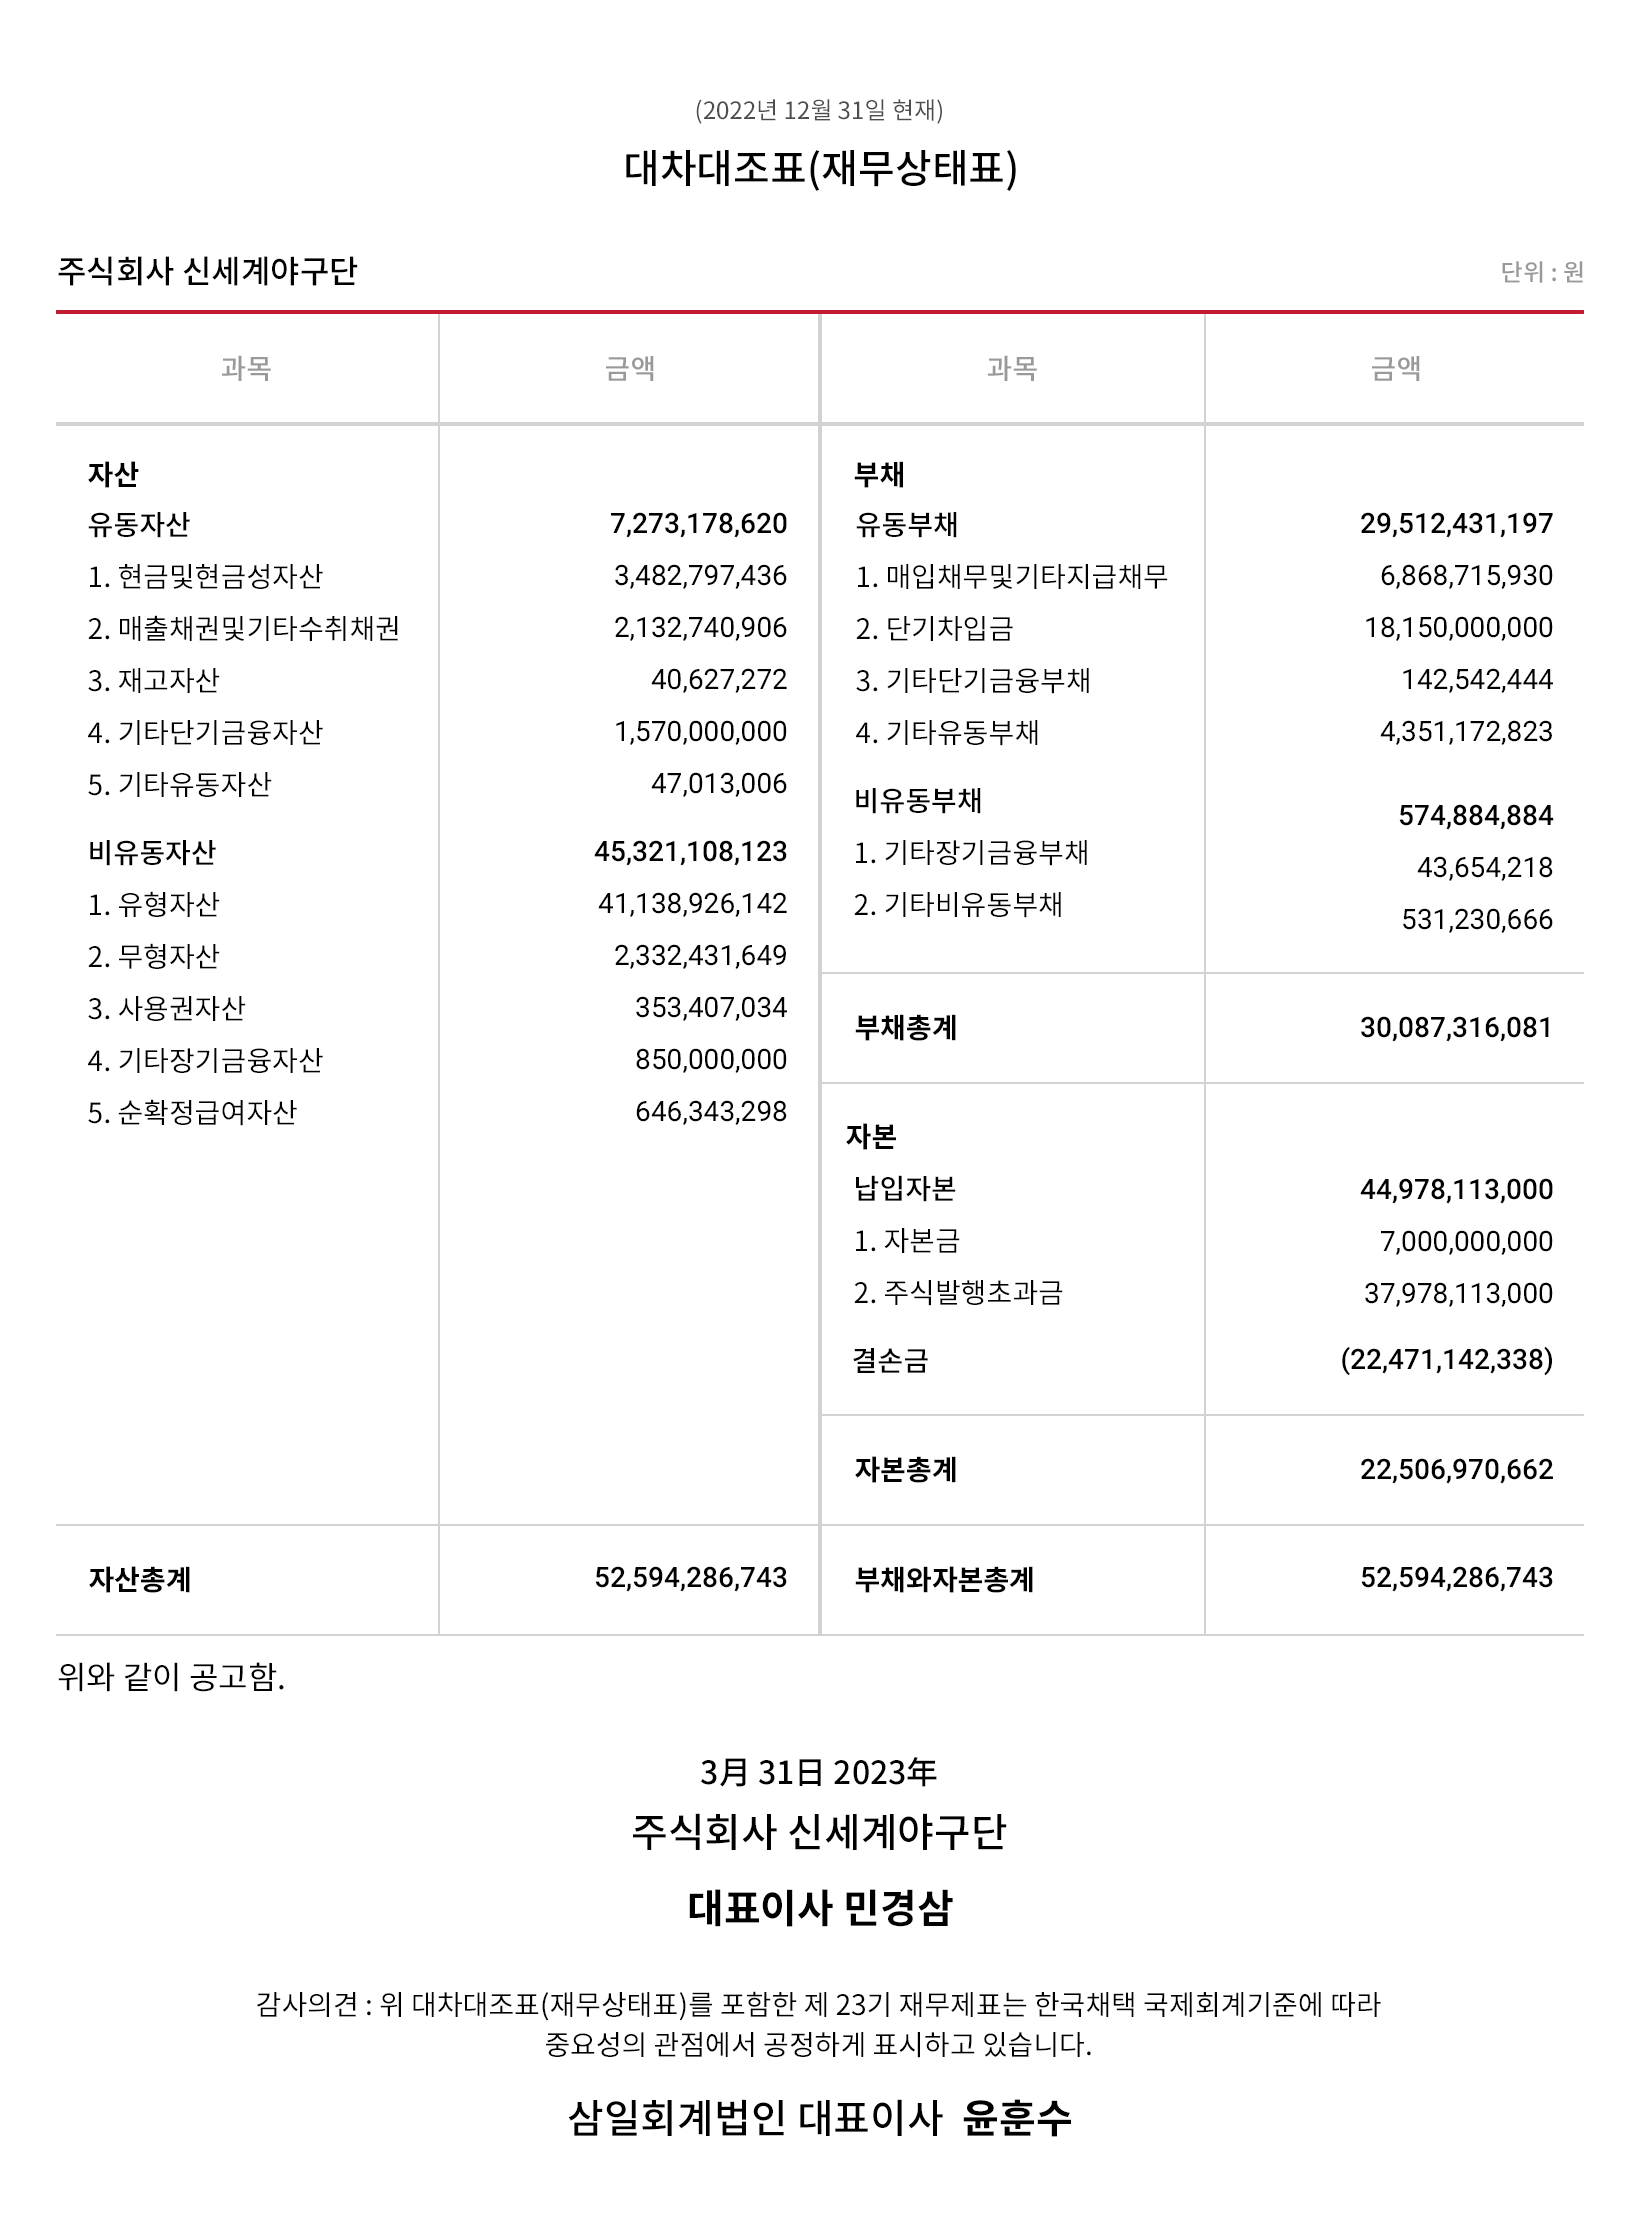 (2022년 12월 31일 현재)
대차대조표(재무상태표)
주식회사 신세계야구단 단위 : 원
과목 금액 과목 금액
자산
유동자산 7,273,178,620
1. 현금및현금성자산 3,482,797,436
2. 매출채권및기타수취채권 2,132,740,906
3. 재고자산 40,627,272
4. 기타단기금융자산 1,570,000,000
5. 기타유동자산 47,013,006
비유동자산 45,321,108,123
1. 유형자산 41,138,926,142
2. 무형자산 2,332,431,649
3. 사용권자산 353,407,034
4. 기타장기금융자산 850,000,000
5. 순확정급여자산 646,343,298
자산총계 52,594,286,743
부채
유동부채 29,512,431,197
1. 매입채무및기타지급채무 6,868,715,930
2. 단기차입금 18,150,000,000
3. 기타단기금융부채 142,542,444
4. 기타유동부채 4,351,172,823
비유동부채 574,884,884
1. 기타장기금융부채 43,654,218
2. 기타비유동부채 531,230,666
부채총계 30,087,316,081
자본
납입자본 44,978,113,000
1. 자본금 7,000,000,000
2. 주식발행초과금 37,978,113,000
결손금 (22,471,142,338)
자본총계 22,506,970,662
부채와자본총계 52,594,286,743
위와 같이 공고함.
3月 31日 2023年
주식회사 신세계야구단
대표이사 민경삼
감사의견 : 위 대차대조표(재무상태표)를 포함한 제 23기 재무제표는 한국채택 국제회계기준에 따라
중요성의 관점에서 공정하게 표시하고 있습니다.
삼일회계법인 대표이사 윤훈수